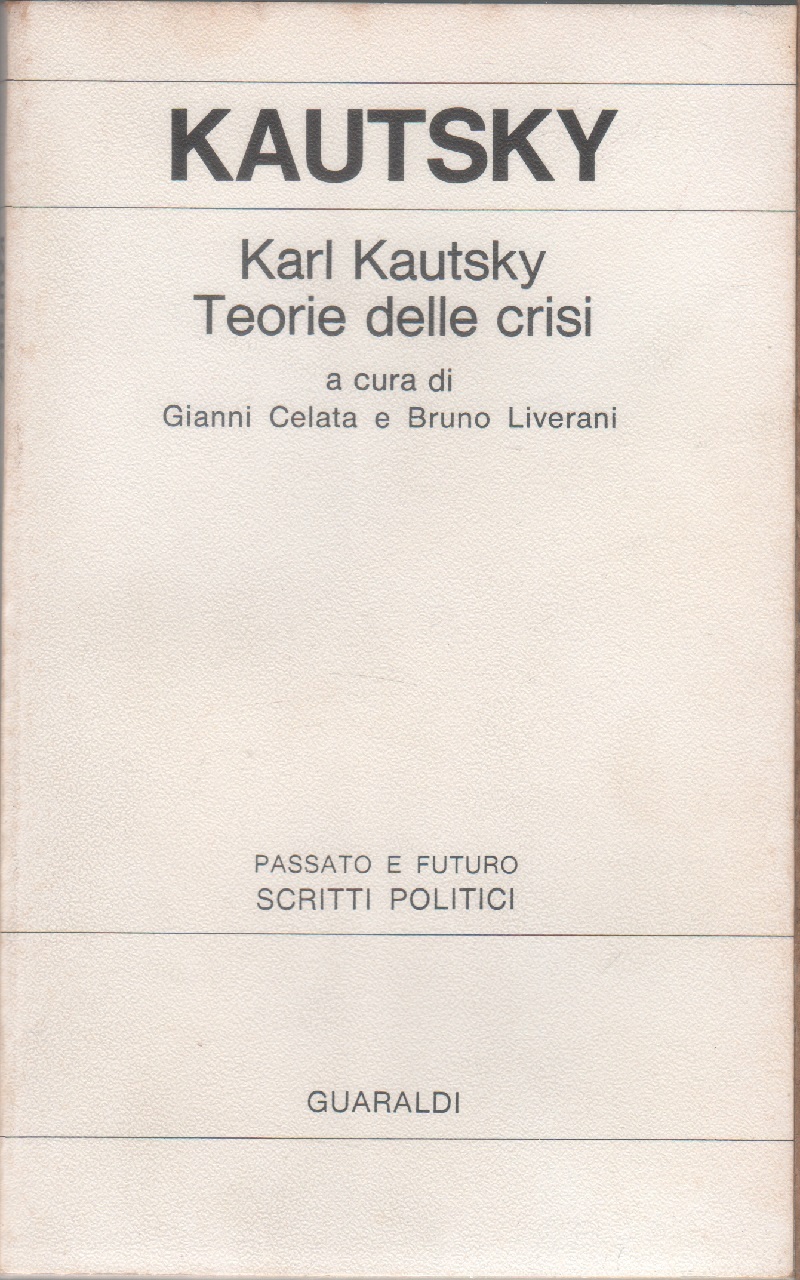 KAUTSKY
Karl Kautsky
Teorie delle crisi
a cura di
Gianni Celata e Bruno Liverani
PASSATO E FUTURO
SCRITTI POLITICI
GUARALDI